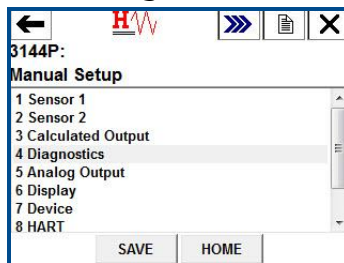 H
3144P:
Manual Setup
1 Sensor 1
2 Sensor 2
3 Calculated Output
4 Diagnostics
5 Analog Output
6 Display
7 Device
8 HART
SAVE HOME